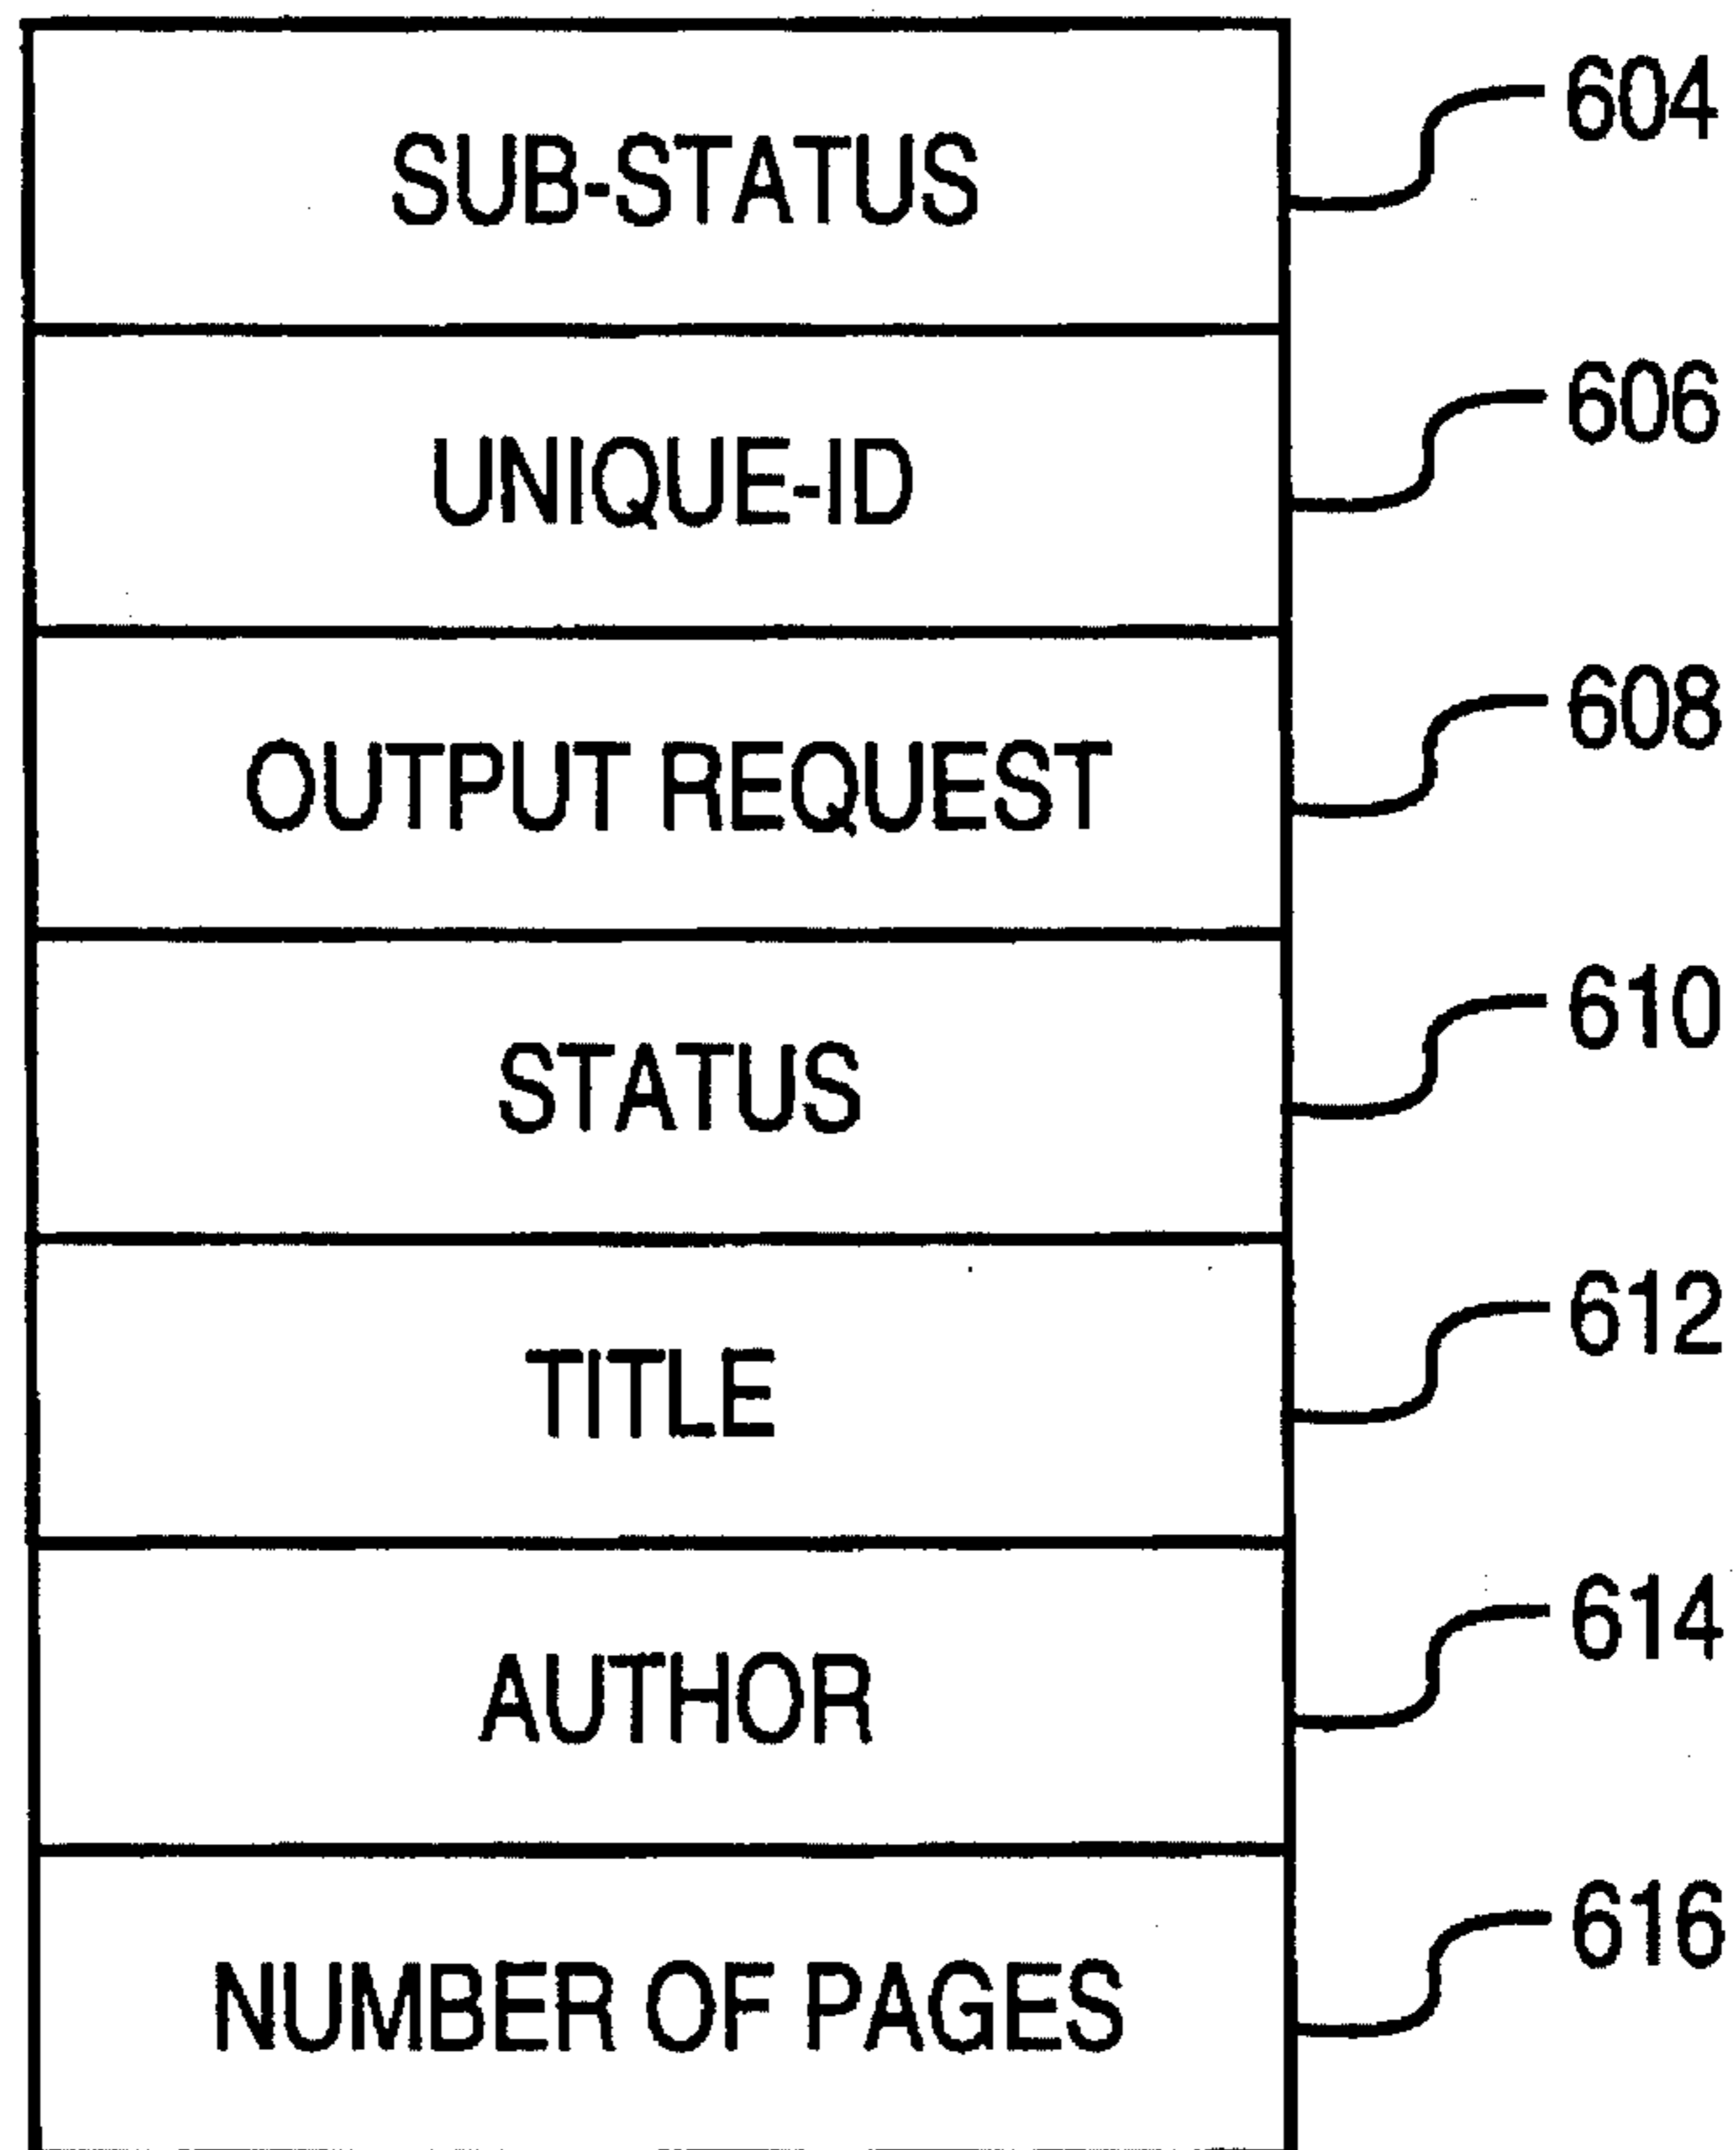 SUB-STATUS 604
UNIQUE-ID 606
OUTPUT REQUEST 608
STATUS 610
TITLE 612
AUTHOR 614
NUMBER OF PAGES 616